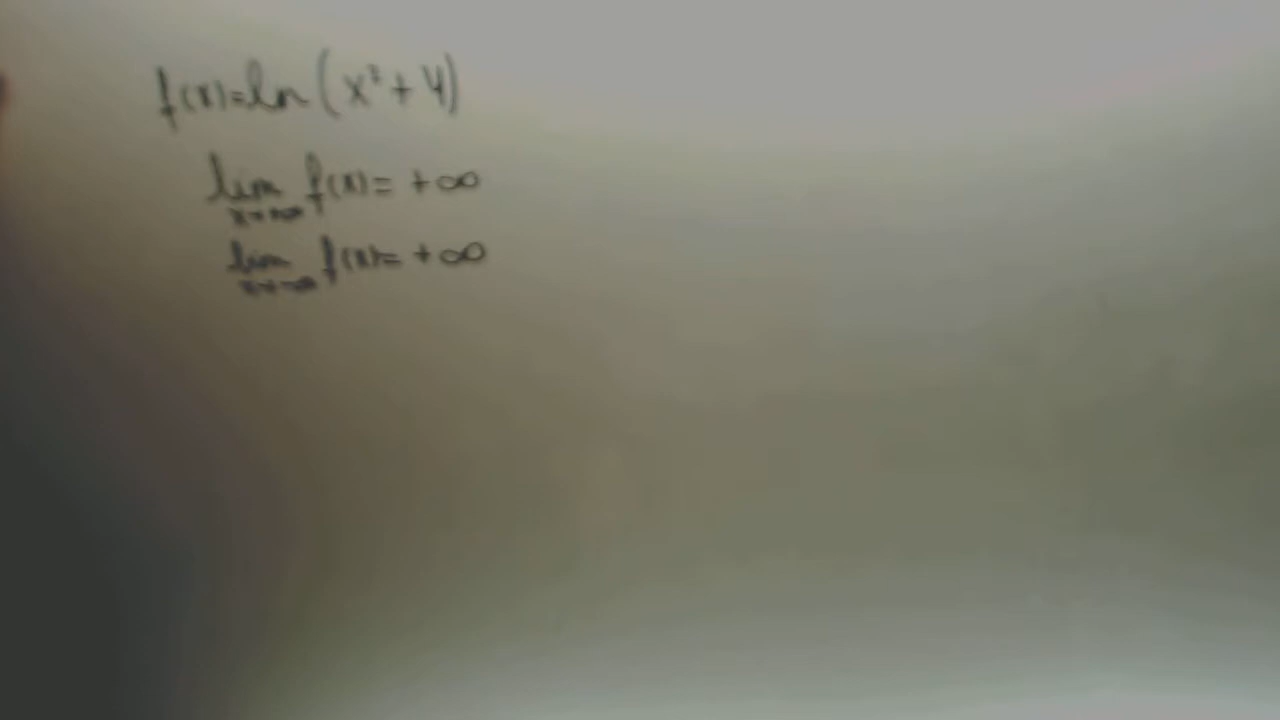 f(x)=ln(x²+4)
lim f(x)= +∞
x→+∞
lim f(x)= +∞
x→-∞